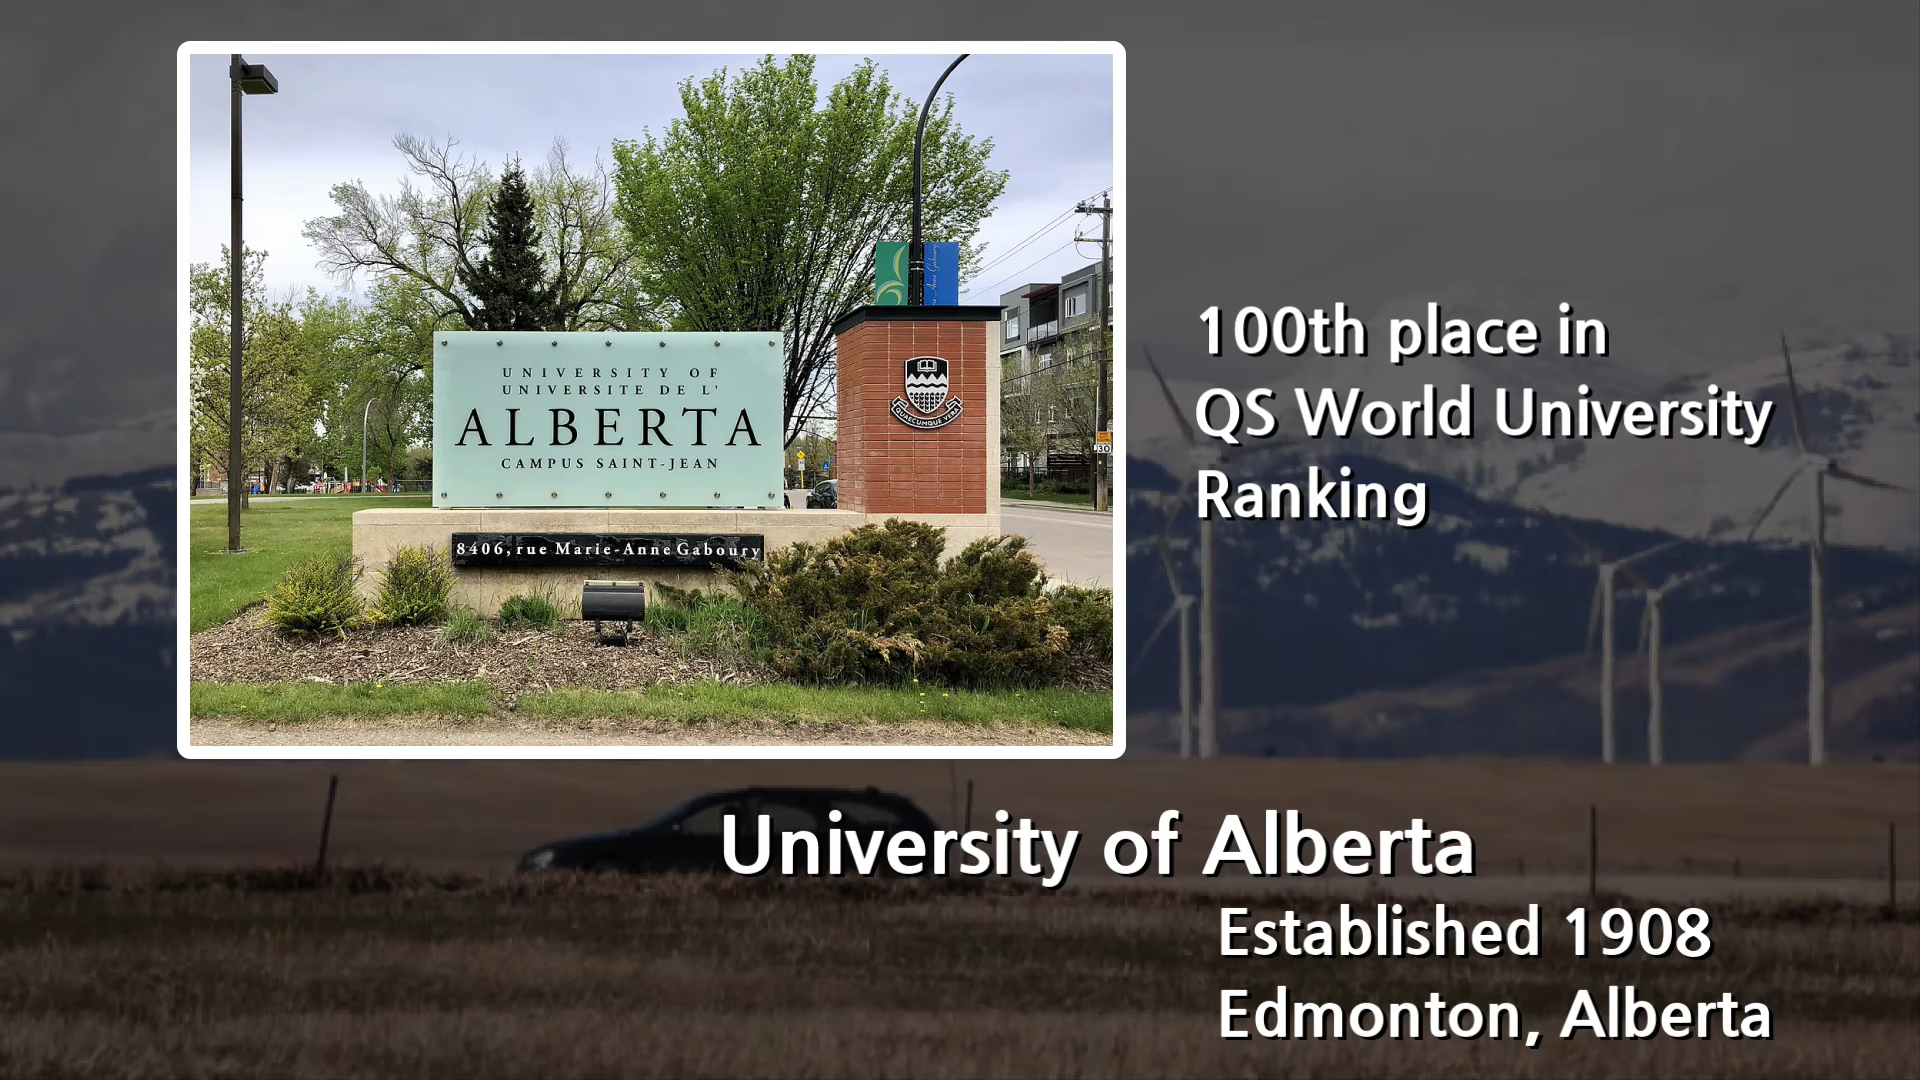 UNIVERSITY OF
UNIVERSITE DE L'
ALBERTA
CAMPUS SAINT-JEAN
8406, rue Marie-Anne Gaboury
QUAECUMQUE VERA
100th place in
QS World University
Ranking
University of Alberta
Established 1908
Edmonton, Alberta